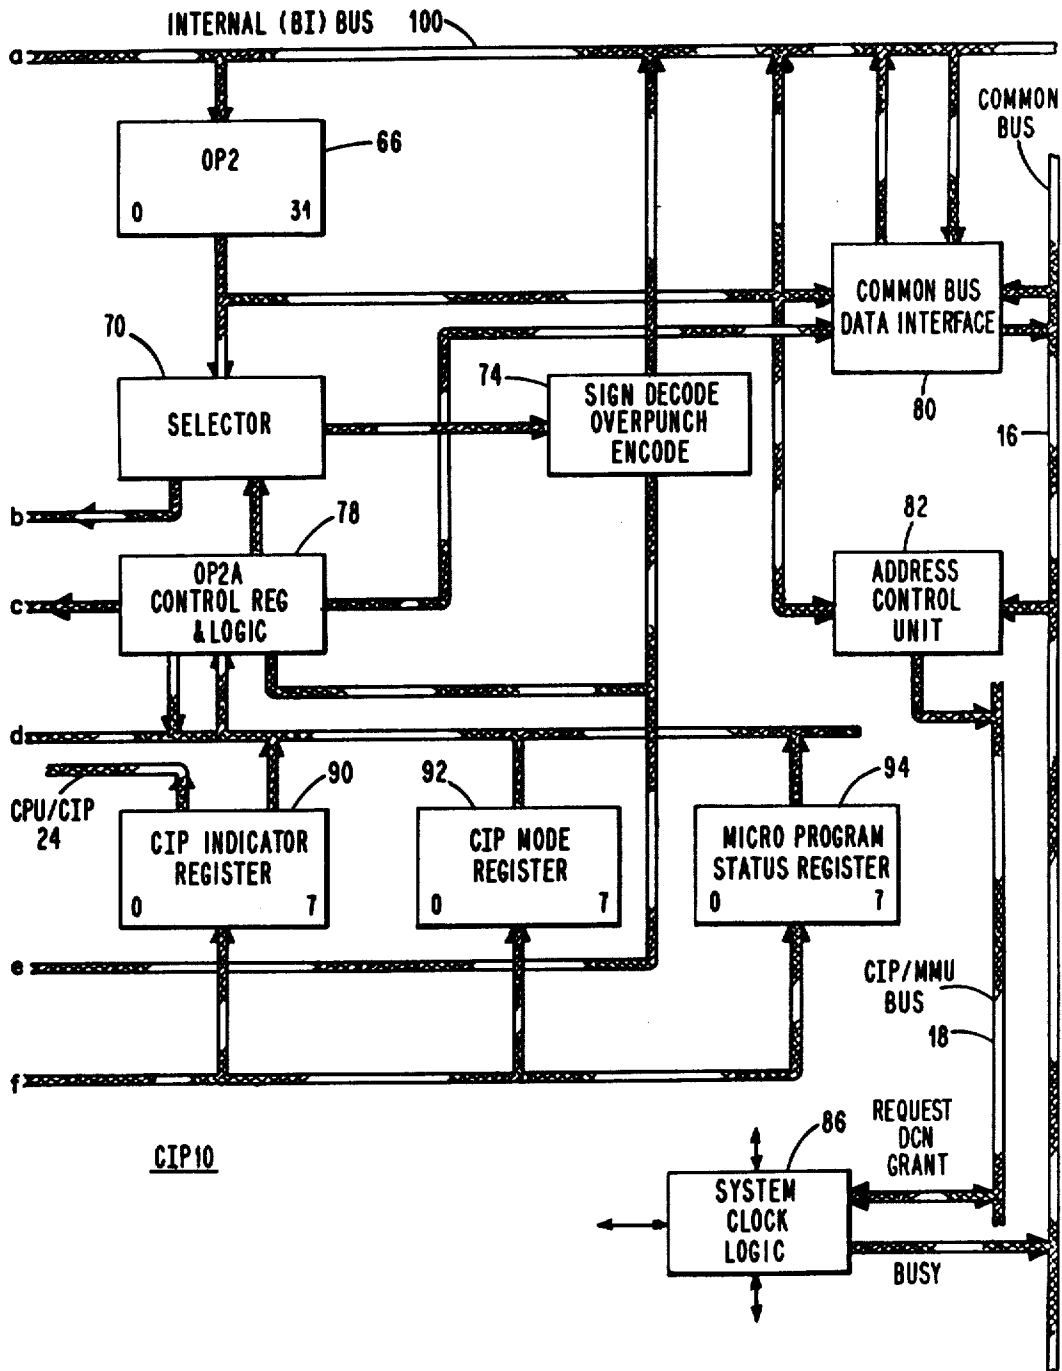 INTERNAL (BI) BUS 100
a
COMMON
BUS
66
OP2
0 31
70
COMMON BUS
DATA INTERFACE
74
SIGN DECODE
OVERPUNCH
ENCODE
80
SELECTOR
16
b
78
82
OP2A
CONTROL REG
& LOGIC
ADDRESS
CONTROL
UNIT
c
d
90
92
94
CPU/CIP
24
CIP INDICATOR
REGISTER
0 7
CIP MODE
REGISTER
0 7
MICRO PROGRAM
STATUS REGISTER
0 7
e
CIP/MMU
BUS
18
f
REQUEST
DCN
GRANT
86
CIP10
SYSTEM
CLOCK
LOGIC
BUSY